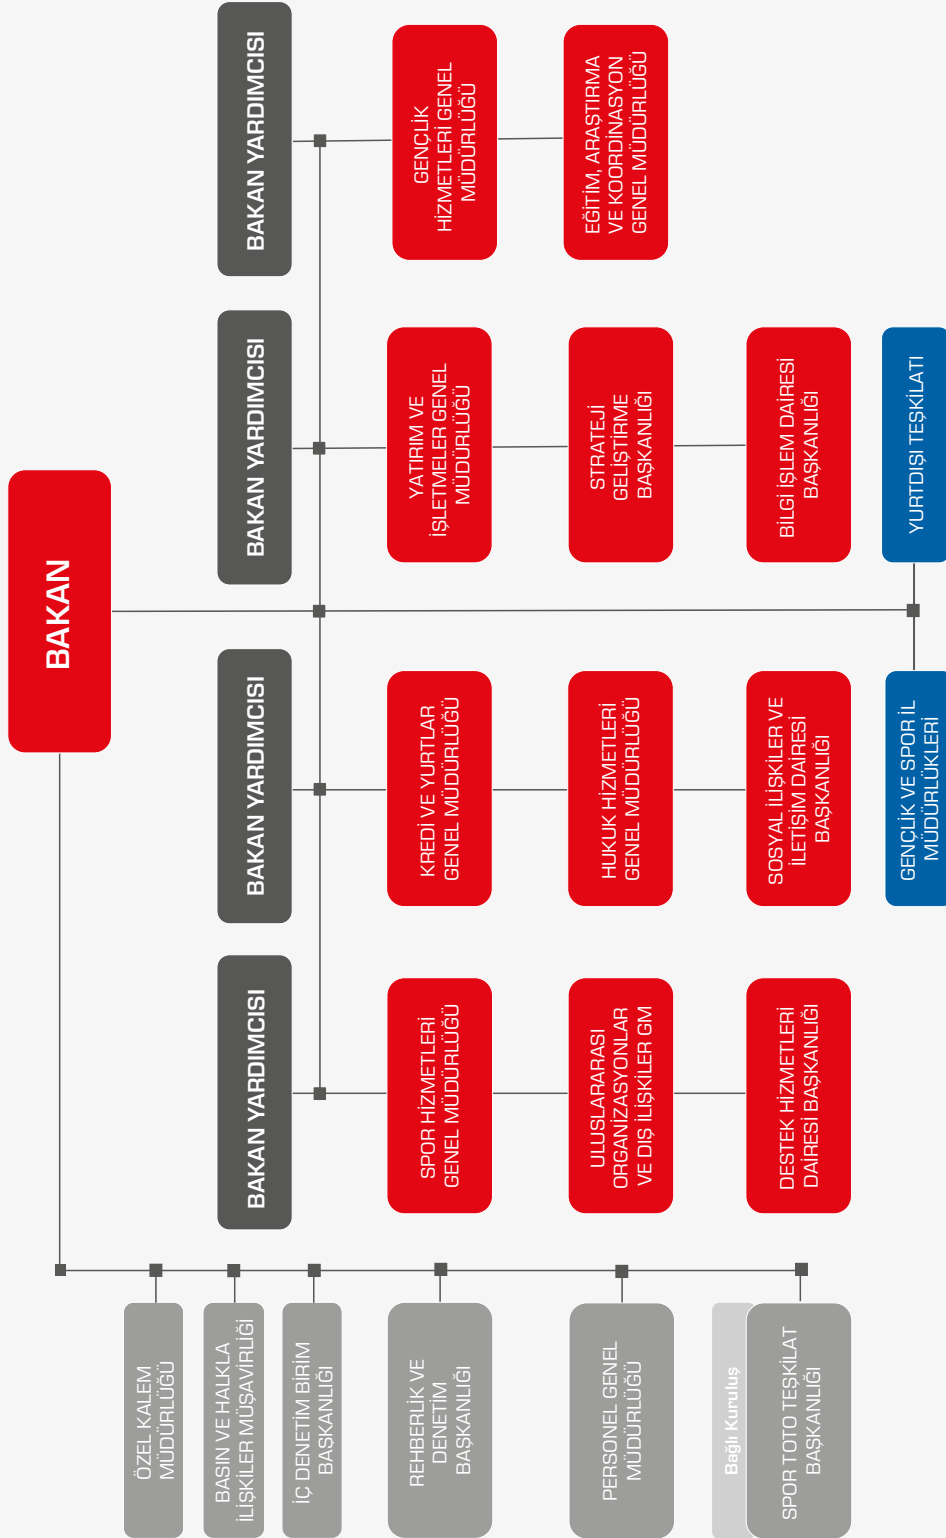 BAKAN
BAKAN YARDIMCISI
BAKAN YARDIMCISI
BAKAN YARDIMCISI
BAKAN YARDIMCISI
ÖZEL KALEM
MÜDÜRLÜĞÜ
BASIN VE HALKLA
İLİŞKİLER MÜŞAVİRLİĞİ
İÇ DENETİM BİRİM
BAŞKANLIĞI
REHBERLİK VE
DENETİM
BAŞKANLIĞI
PERSONEL GENEL
MÜDÜRLÜĞÜ
Bağlı Kuruluş
SPOR TOTO TEŞKİLAT
BAŞKANLIĞI
SPOR HİZMETLERİ
GENEL MÜDÜRLÜĞÜ
ULUSLARARASI
ORGANİZASYONLAR
VE DIŞ İLİŞKİLER GM
DESTEK HİZMETLERİ
DAİRESİ BAŞKANLIĞI
KREDİ VE YURTLAR
GENEL MÜDÜRLÜĞÜ
HUKUK HİZMETLERİ
GENEL MÜDÜRLÜĞÜ
SOSYAL İLİŞKİLER VE
İLETİŞİM DAİRESİ
BAŞKANLIĞI
YATIRIM VE
İŞLETMELER GENEL
MÜDÜRLÜĞÜ
STRATEJİ
GELİŞTİRME
BAŞKANLIĞI
BİLGİ İŞLEM DAİRESİ
BAŞKANLIĞI
GENÇLİK
HİZMETLERİ GENEL
MÜDÜRLÜĞÜ
EĞİTİM, ARAŞTIRMA
VE KOORDİNASYON
GENEL MÜDÜRLÜĞÜ
GENÇLİK VE SPOR İL
MÜDÜRLÜKLERİ
YURTDIŞI TEŞKİLATI